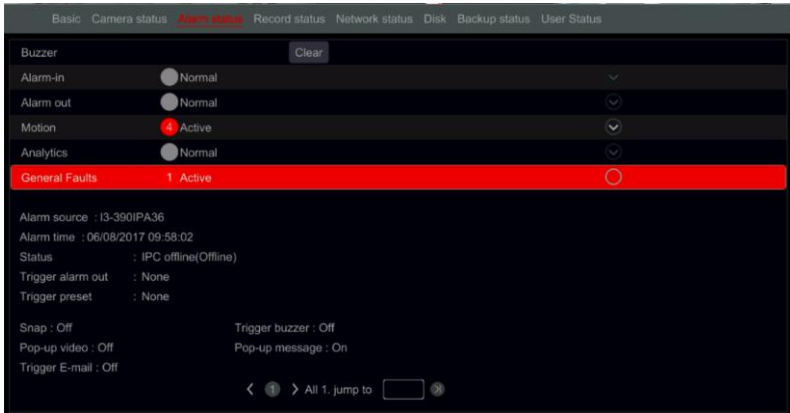 Basic Camera status Alarm status Record status Network status Disk Backup status User Status
Buzzer Clear
Alarm-in Normal
Alarm out Normal
Motion 4 Active
Analytics Normal
General Faults 1 Active
Alarm source : I3-390IPA36
Alarm time : 06/08/2017 09:58:02
Status : IPC offline(Offline)
Trigger alarm out : None
Trigger preset : None
Snap : Off Trigger buzzer : Off
Pop-up video : Off Pop-up message : On
Trigger E-mail : Off
1 All 1. jump to